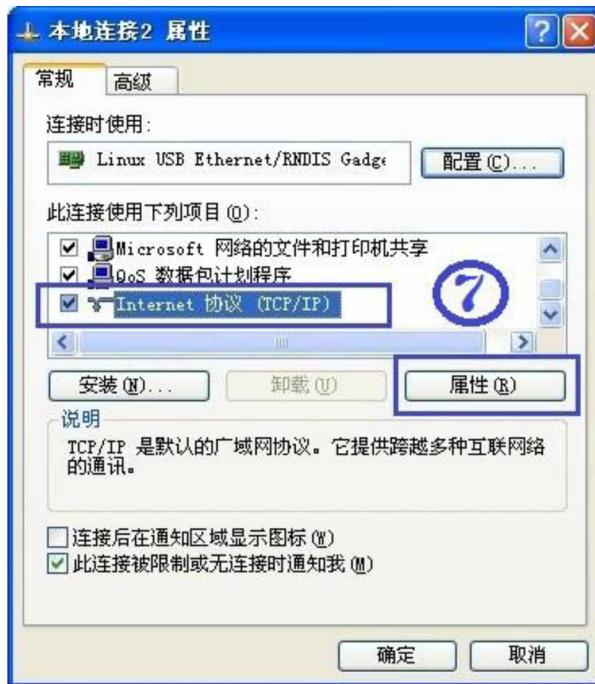 本地连接2 属性
常规
高级
连接时使用:
Linux USB Ethernet/RNDIS Gadge
配置(C)...
此连接使用下列项目(O):
Microsoft 网络的文件和打印机共享
QoS 数据包计划程序
Internet 协议 (TCP/IP)
7
安装(N)...
卸载(U)
属性(R)
说明
TCP/IP 是默认的广域网协议。它提供跨越多种互联网络
的通讯。
连接后在通知区域显示图标(W)
此连接被限制或无连接时通知我(M)
确定
取消